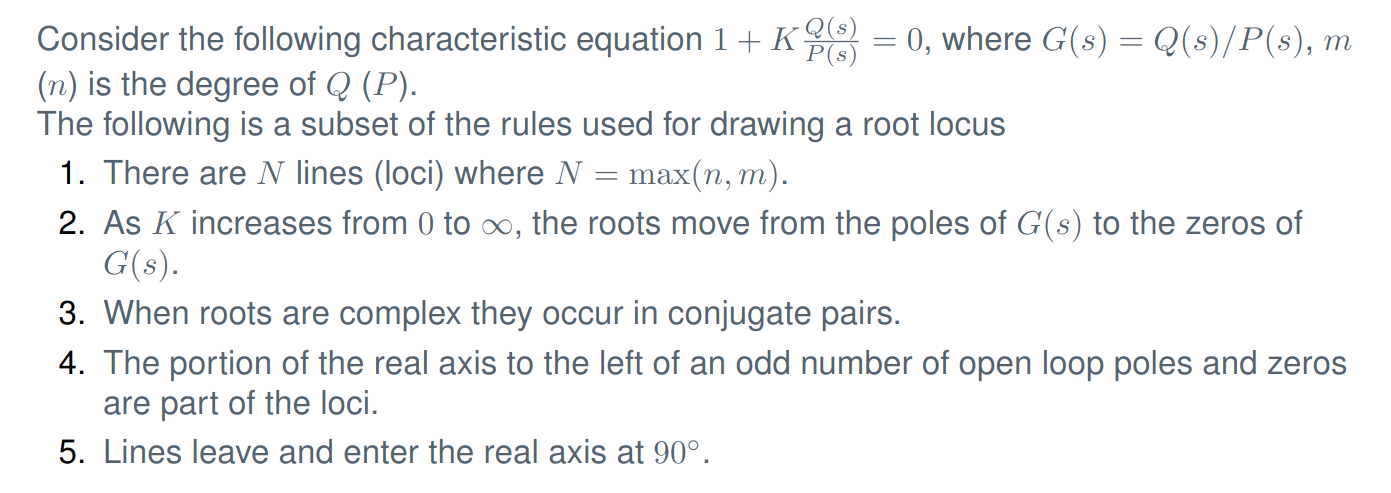 Consider the following characteristic equation 1 + K Q(s)/P(s) = 0, where G(s) = Q(s)/P(s), m
(n) is the degree of Q (P).
The following is a subset of the rules used for drawing a root locus
1. There are N lines (loci) where N = max(n, m).
2. As K increases from 0 to ∞, the roots move from the poles of G(s) to the zeros of
G(s).
3. When roots are complex they occur in conjugate pairs.
4. The portion of the real axis to the left of an odd number of open loop poles and zeros
are part of the loci.
5. Lines leave and enter the real axis at 90°.